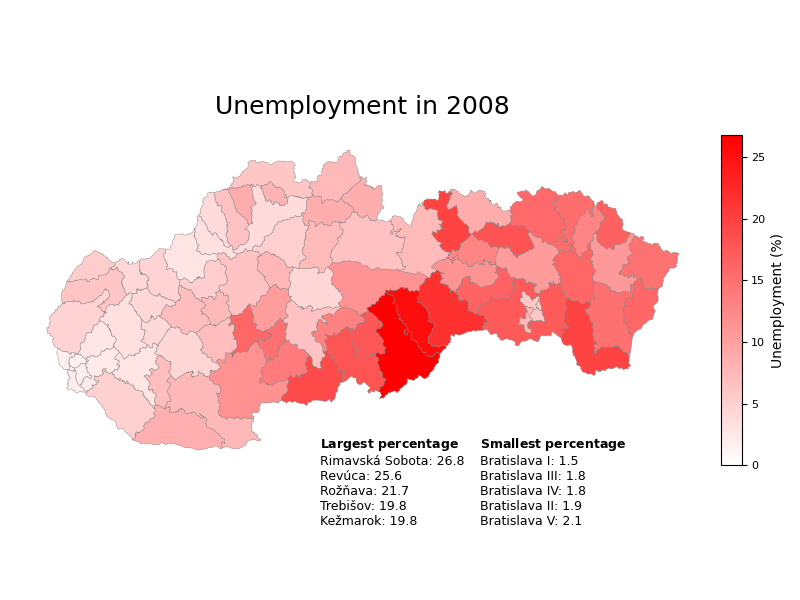 Unemployment in 2008
25
20
15
10
5
0
Unemployment (%)
Largest percentage
Rimavská Sobota: 26.8
Revúca: 25.6
Rožňava: 21.7
Trebišov: 19.8
Kežmarok: 19.8
Smallest percentage
Bratislava I: 1.5
Bratislava III: 1.8
Bratislava IV: 1.8
Bratislava II: 1.9
Bratislava V: 2.1